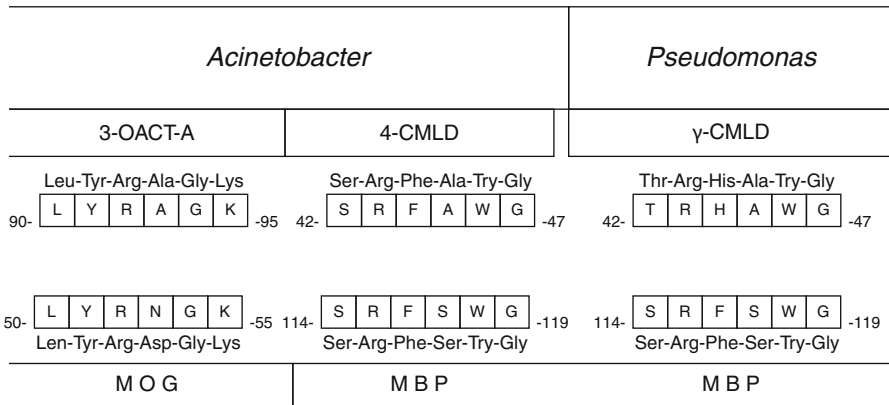 Acinetobacter Pseudomonas
3-OACT-A 4-CMLD γ-CMLD
Leu-Tyr-Arg-Ala-Gly-Lys Ser-Arg-Phe-Ala-Try-Gly Thr-Arg-His-Ala-Try-Gly
90- L Y R A G K -95 42- S R F A W G -47 42- T R H A W G -47
50- L Y R N G K -55 114- S R F S W G -119 114- S R F S W G -119
Len-Tyr-Arg-Asp-Gly-Lys Ser-Arg-Phe-Ser-Try-Gly Ser-Arg-Phe-Ser-Try-Gly
M O G M B P M B P